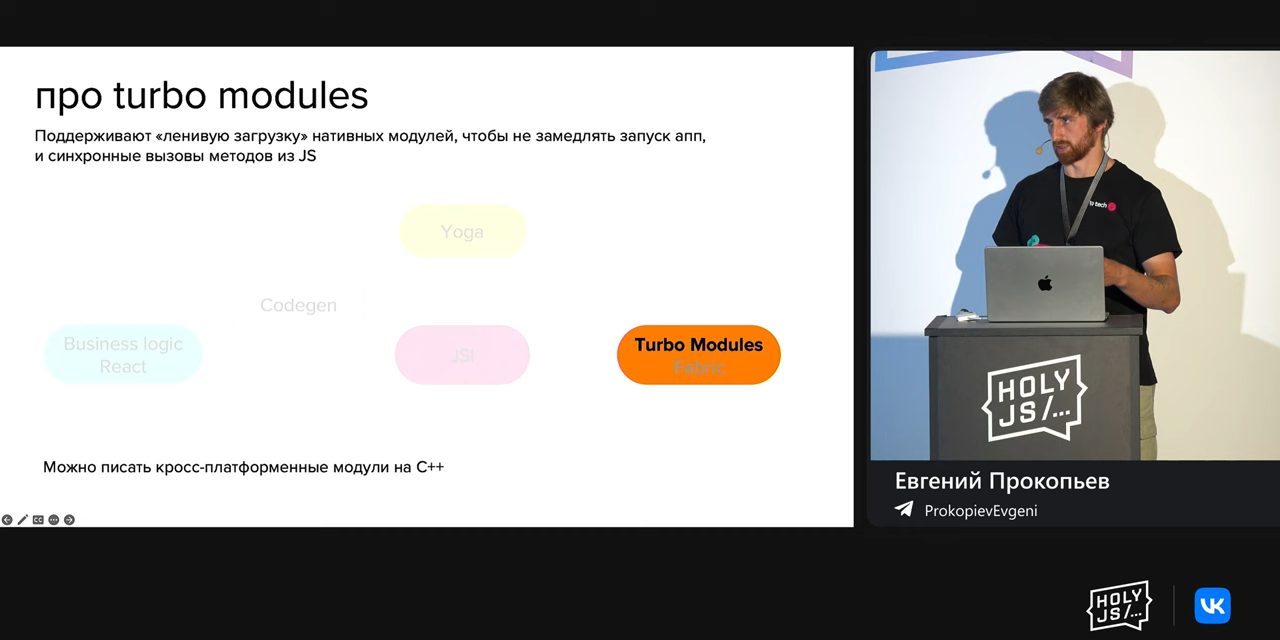 про turbo modules
Поддерживают «ленивую загрузку» нативных модулей, чтобы не замедлять запуск апп,
и синхронные вызовы методов из JS
Yoga
Codegen
Business logic
React
JSI
Turbo Modules
Fabric
Можно писать кросс-платформенные модули на C++
CC
tech
HOLY
JS/...
Евгений Прокопьев
ProkopievEvgeni
HOLY
JS/...
VK